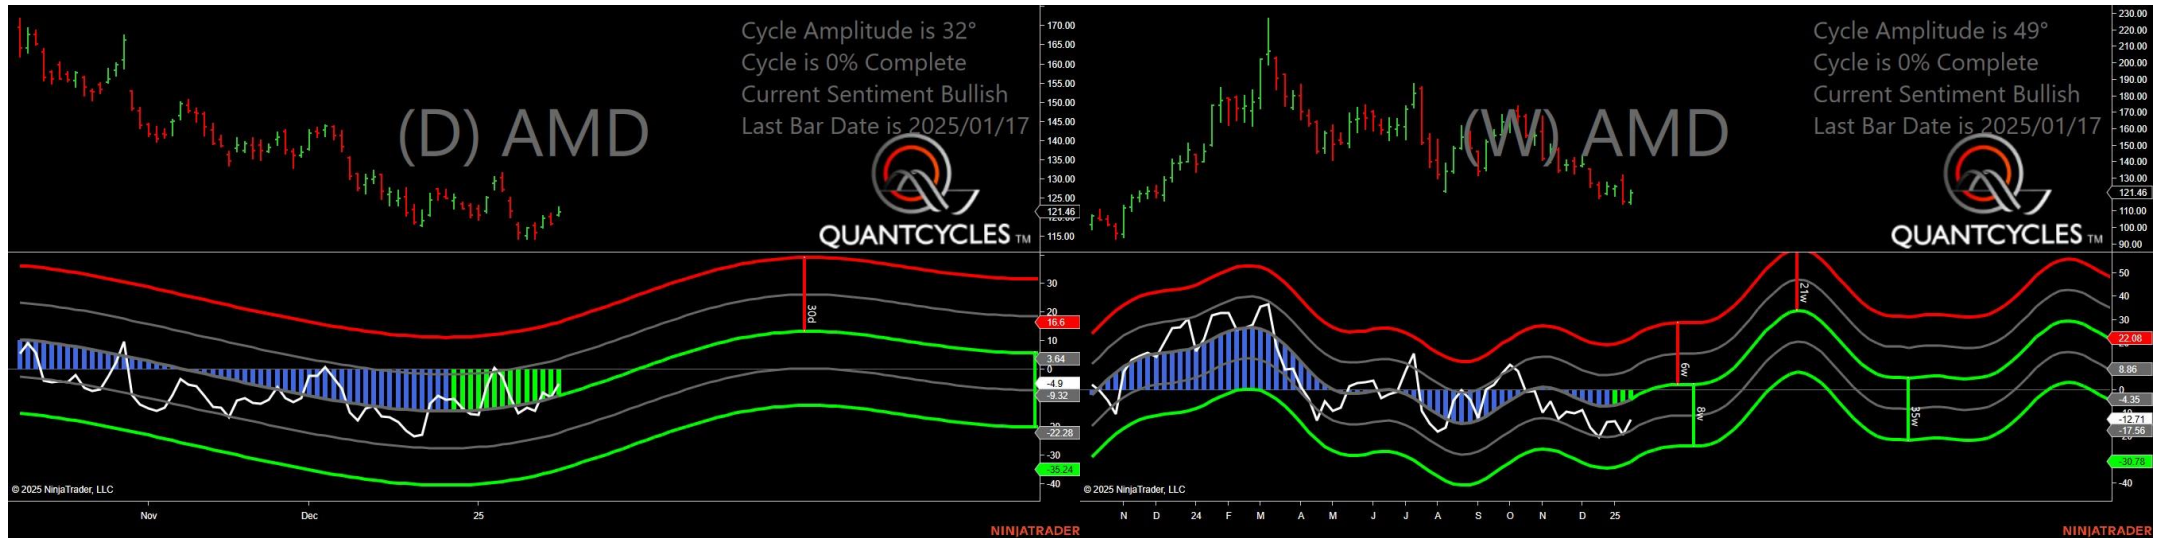 Cycle Amplitude is 32°
Cycle is 0% Complete
Current Sentiment Bullish
Last Bar Date is 2025/01/17
(D) AMD
QUANTCYCLES TM
170.00
165.00
160.00
155.00
150.00
145.00
140.00
135.00
130.00
125.00
121.46
115.00
30d
30
20
16.6
10
3.64
0
-4.9
-9.32
-22.28
-30
-35.24
-40
© 2025 NinjaTrader, LLC
Nov
Dec
25
NINJATRADER
Cycle Amplitude is 49°
Cycle is 0% Complete
Current Sentiment Bullish
Last Bar Date is 2025/01/17
(W) AMD
QUANTCYCLES TM
230.00
220.00
210.00
200.00
190.00
180.00
170.00
160.00
150.00
140.00
130.00
121.46
110.00
100.00
90.00
6w
8w
21w
35w
50
40
30
22.08
8.86
0
-4.35
-12.71
-17.56
-30.78
-40
© 2025 NinjaTrader, LLC
N D 24 F M A M J J A S O N D 25
NINJATRADER